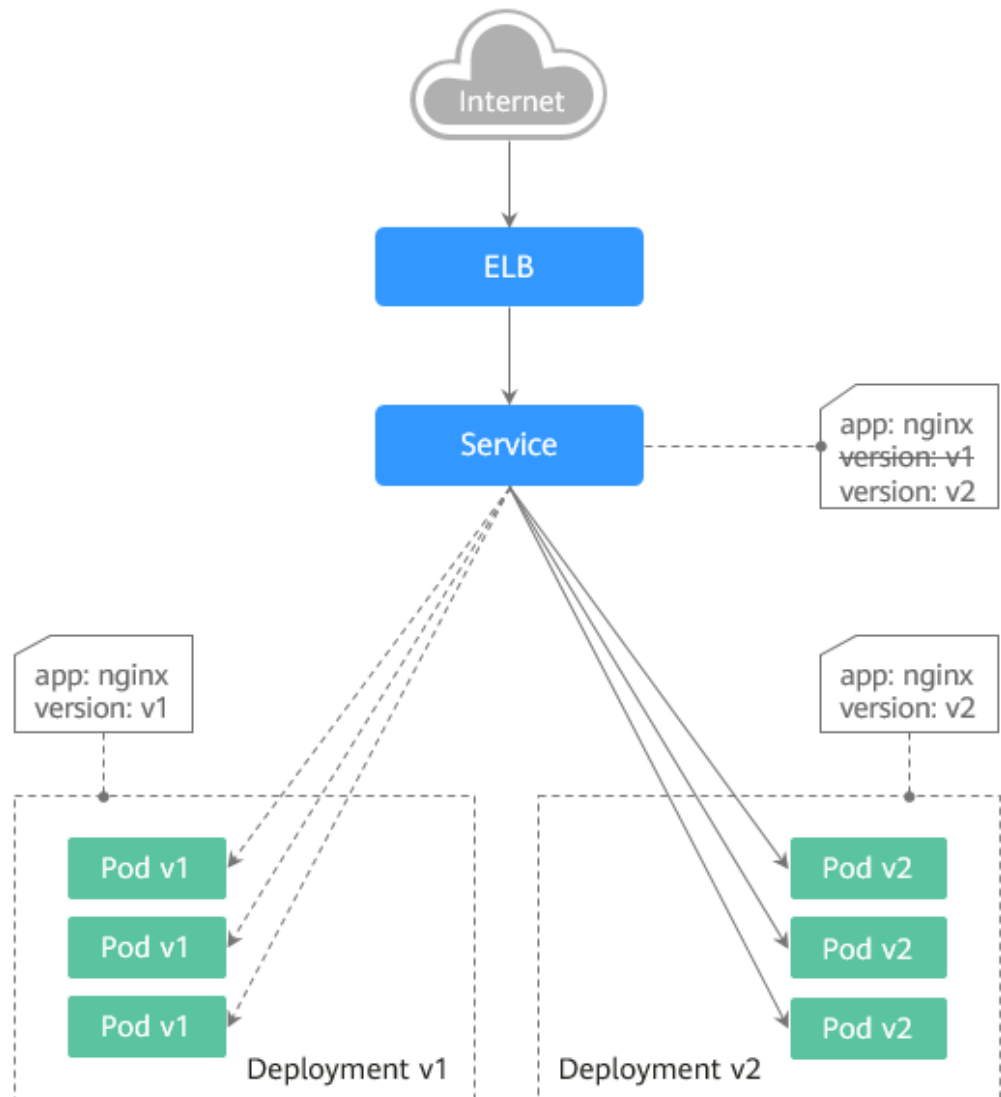 Internet
ELB
Service
app: nginx
version: v1
version: v2
app: nginx
version: v1
app: nginx
version: v2
Pod v1
Pod v1
Pod v1
Deployment v1
Pod v2
Pod v2
Pod v2
Deployment v2